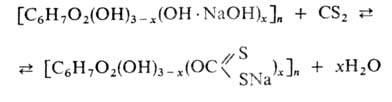 [C₆H₇O₂(OH)₃₋ₓ(OH·NaOH)ₓ]ₙ + CS₂ ⇄
⇄ [C₆H₇O₂(OH)₃₋ₓ(OC(=S)SNa)ₓ]ₙ + xH₂O